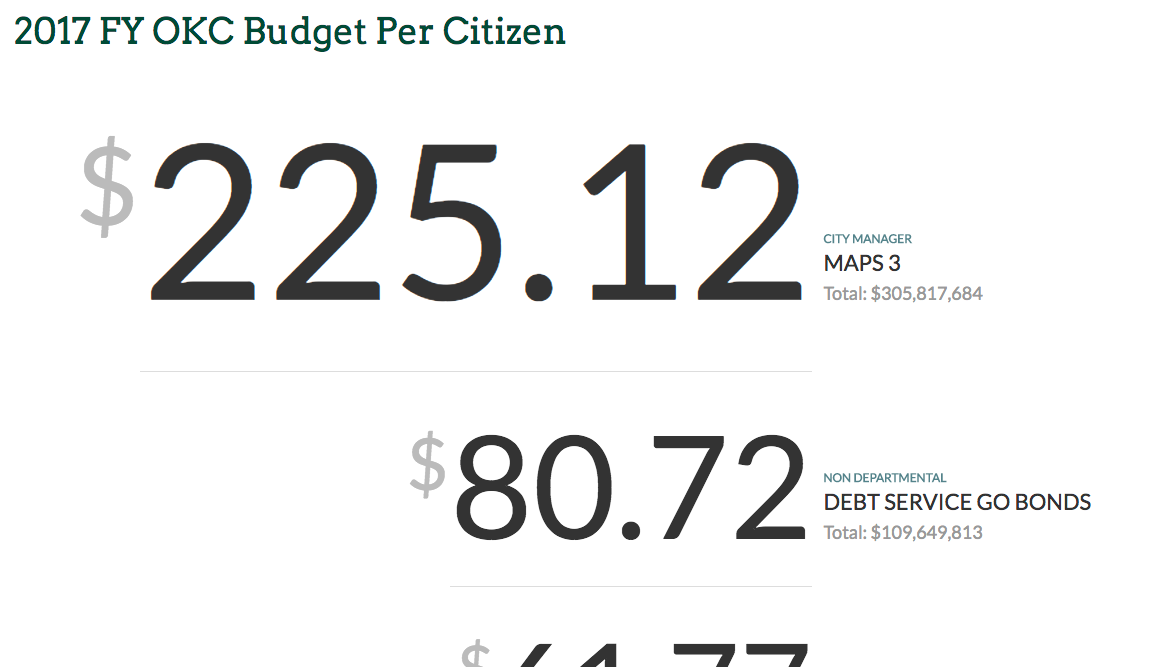 2017 FY OKC Budget Per Citizen
$225.12
CITY MANAGER
MAPS 3
Total: $305,817,684
$80.72
NON DEPARTMENTAL
DEBT SERVICE GO BONDS
Total: $109,649,813